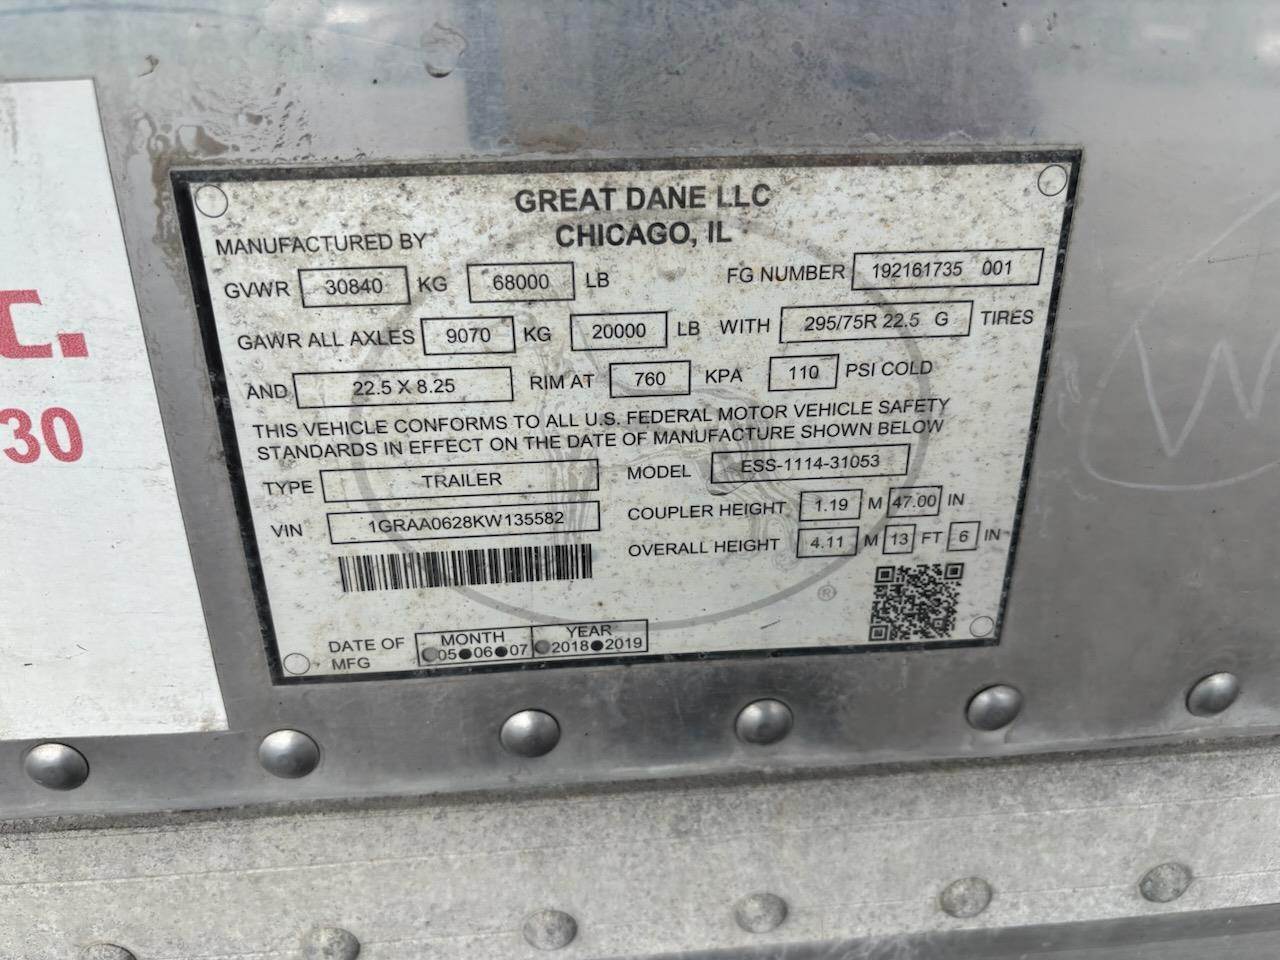 GREAT DANE LLC
MANUFACTURED BY CHICAGO, IL
GVWR 30840 KG 68000 LB FG NUMBER 192161735 001
GAWR ALL AXLES 9070 KG 20000 LB WITH 295/75R 22.5 G TIRES
AND 22.5 X 8.25 RIM AT 760 KPA 110 PSI COLD
THIS VEHICLE CONFORMS TO ALL U.S. FEDERAL MOTOR VEHICLE SAFETY
STANDARDS IN EFFECT ON THE DATE OF MANUFACTURE SHOWN BELOW
TYPE TRAILER MODEL ESS-1114-31053
VIN 1GRAA0628KW135582 COUPLER HEIGHT 1.19 M 47.00 IN
OVERALL HEIGHT 4.11 M 13 FT 6 IN
®
DATE OF MFG MONTH YEAR
05 06 07 2018 2019
c.
30
W